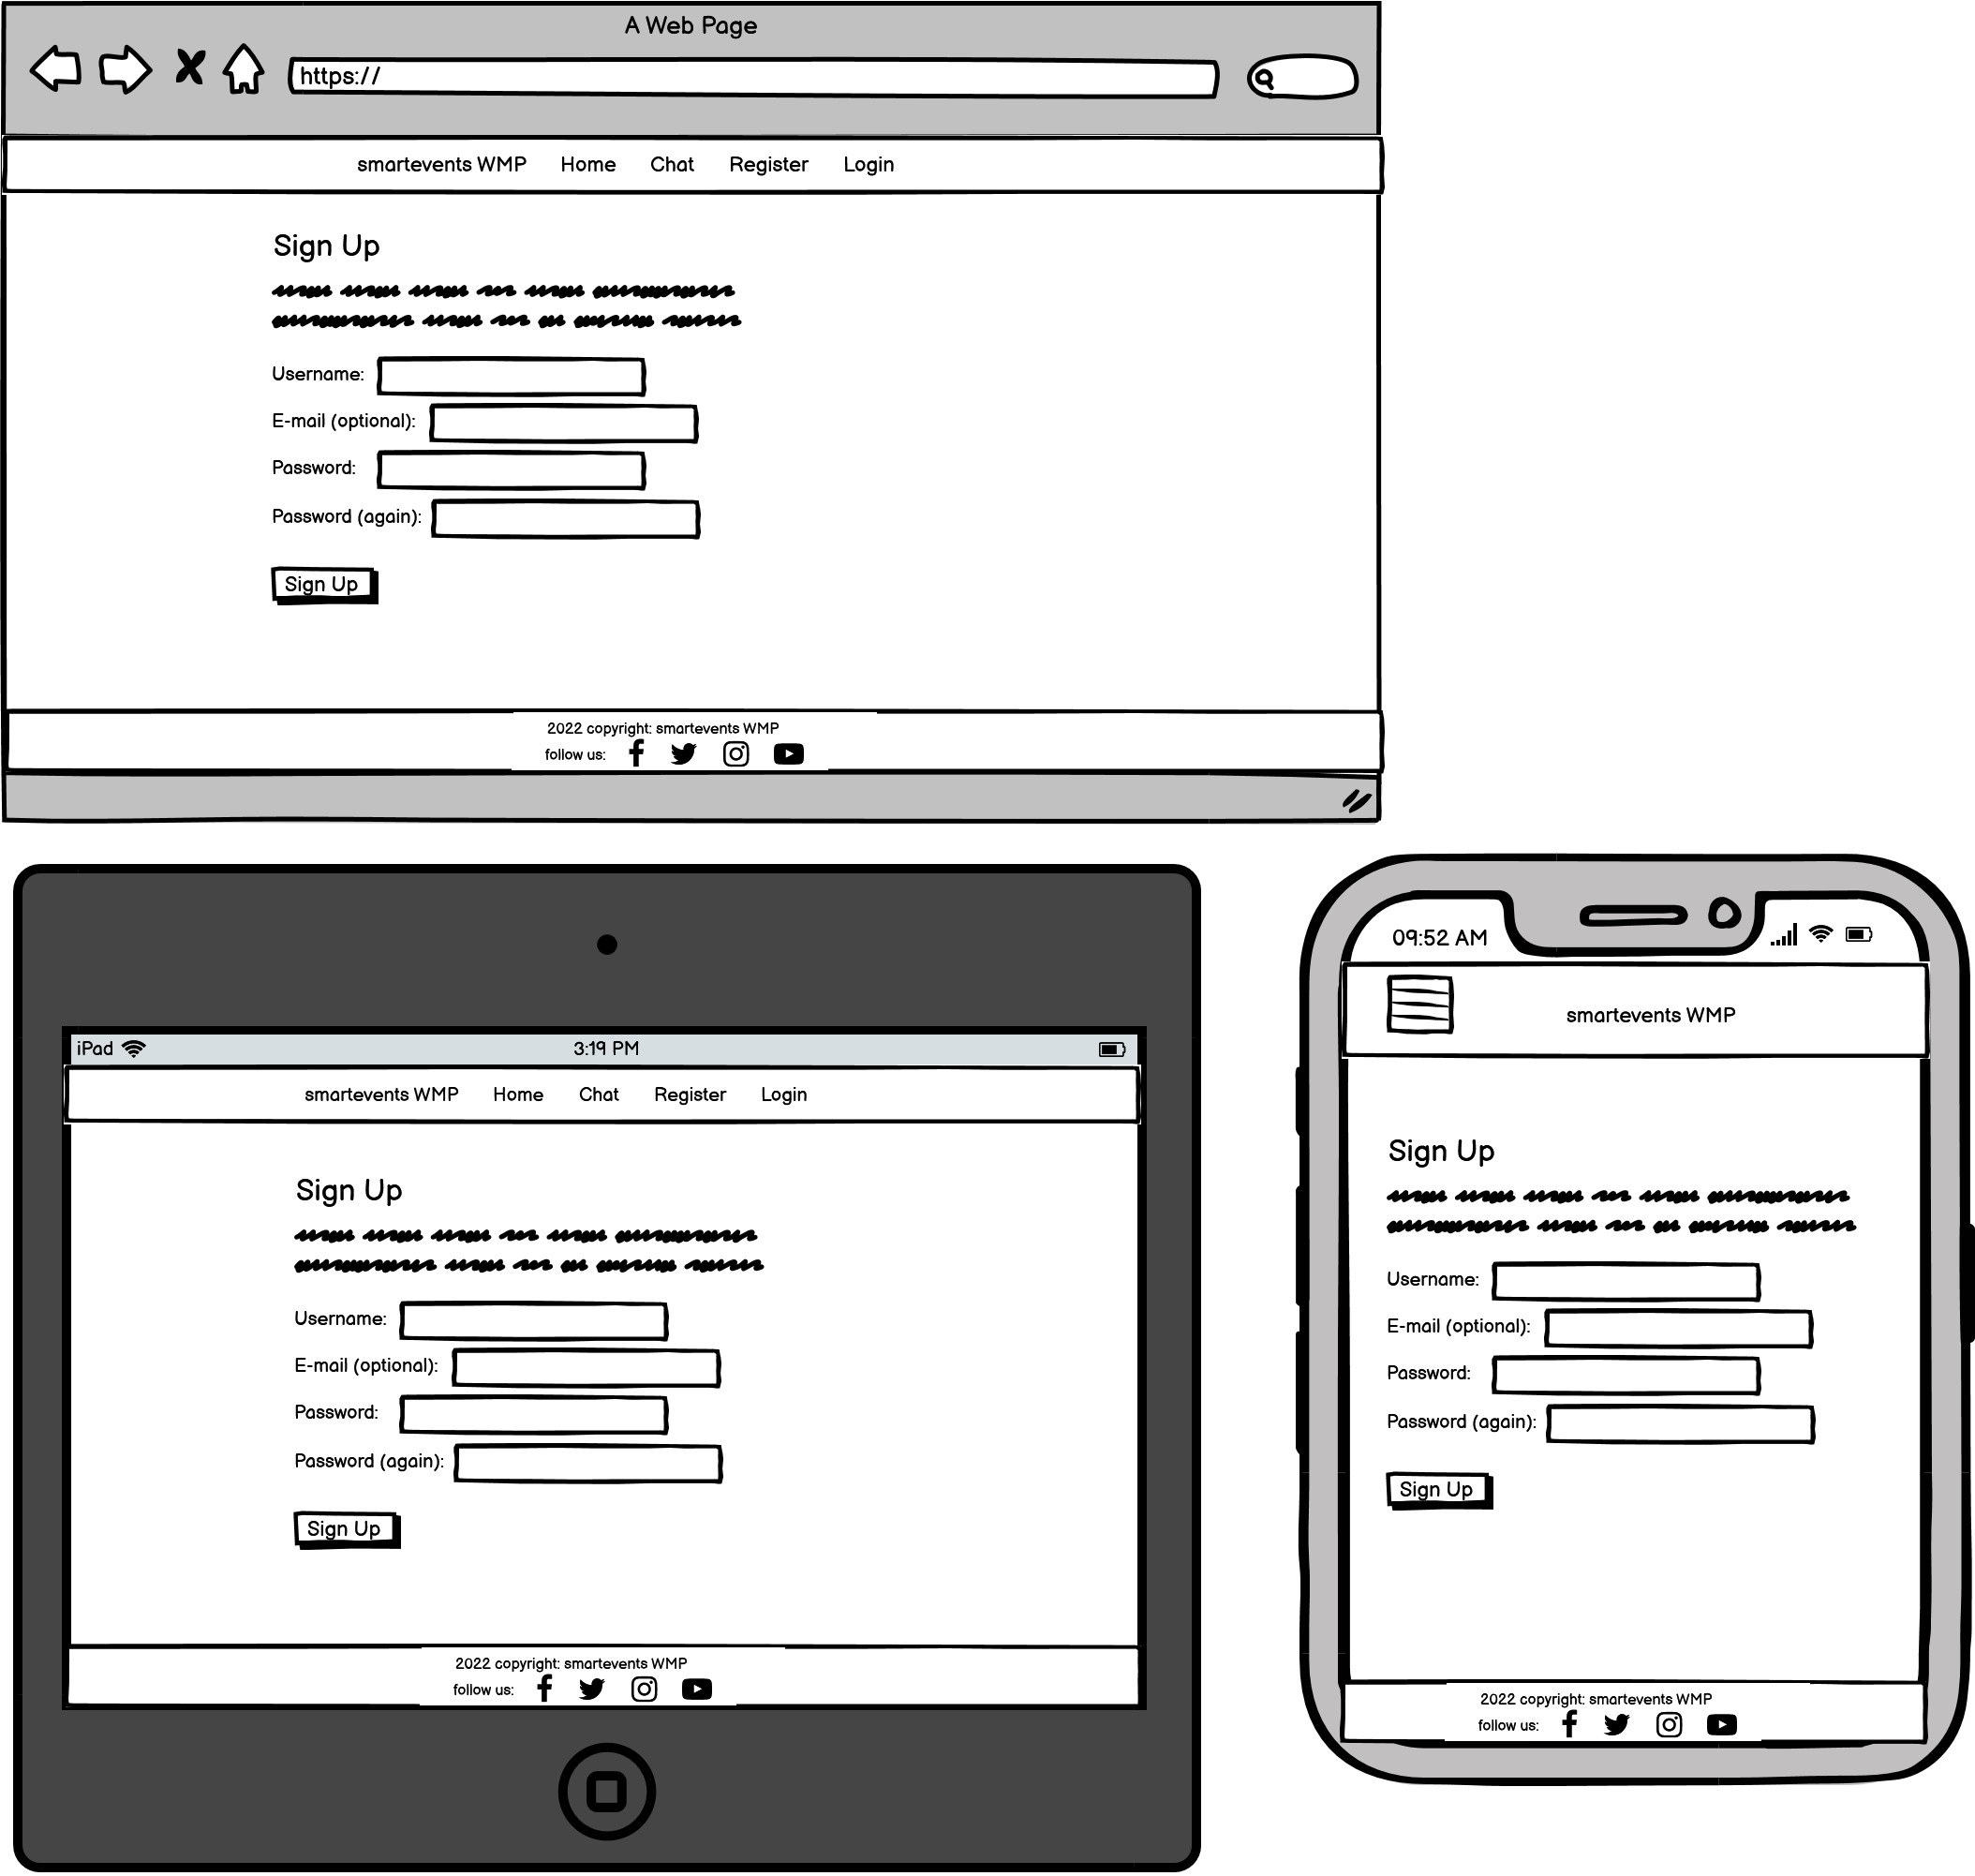 A Web Page
https://
smartevents WMP Home Chat Register Login
Sign Up
Username:
E-mail (optional):
Password:
Password (again):
Sign Up
2022 copyright: smartevents WMP
follow us:
iPad 3:19 PM
smartevents WMP Home Chat Register Login
Sign Up
Username:
E-mail (optional):
Password:
Password (again):
Sign Up
2022 copyright: smartevents WMP
follow us:
09:52 AM
smartevents WMP
Sign Up
Username:
E-mail (optional):
Password:
Password (again):
Sign Up
2022 copyright: smartevents WMP
follow us: